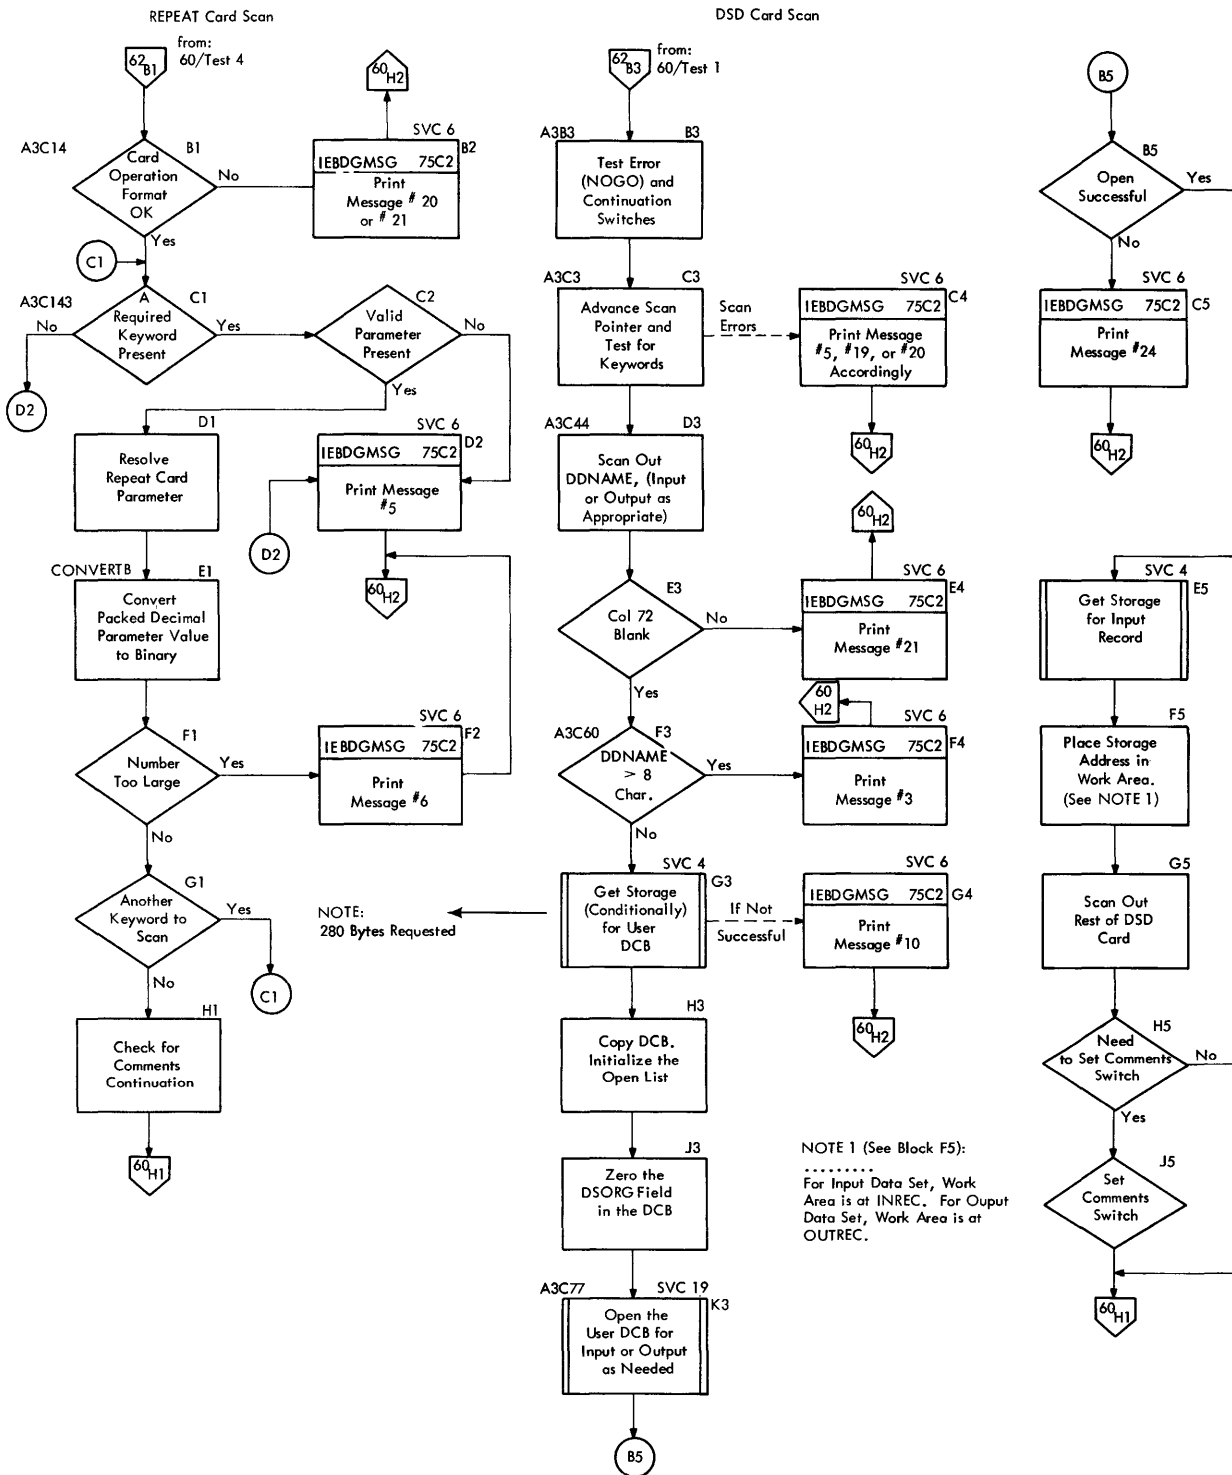 REPEAT Card Scan
62
B1
from:
60/Test 4
60
H2
A3C14
B1
Card
Operation
Format
OK
No
Yes
SVC 6
B2
IEBDGMSG 75C2
Print
Message # 20
or # 21
C1
A3C143
A
C1
Required
Keyword
Present
No
Yes
D2
C2
Valid
Parameter
Present
No
Yes
D1
Resolve
Repeat Card
Parameter
SVC 6
D2
IEBDGMSG 75C2
Print Message
#5
D2
60
H2
CONVERTB
E1
Convert
Packed Decimal
Parameter Value
to Binary
F1
Number
Too Large
Yes
No
SVC 6
F2
IEBDGMSG 75C2
Print
Message #6
G1
Another
Keyword to
Scan
Yes
No
C1
H1
Check for
Comments
Continuation
60
H1
DSD Card Scan
62
B3
from:
60/Test 1
A3B3
B3
Test Error
(NOGO) and
Continuation
Switches
A3C3
C3
Advance Scan
Pointer and
Test for
Keywords
Scan
Errors
SVC 6
C4
IEBDGMSG 75C2
Print Message
#5, #19, or #20
Accordingly
60
H2
A3C44
D3
Scan Out
DDNAME, (Input
or Output as
Appropriate)
60
H2
E3
Col 72
Blank
No
Yes
SVC 6
E4
IEBDGMSG 75C2
Print
Message #21
60
H2
A3C60
F3
DDNAME
> 8
Char.
Yes
No
SVC 6
F4
IEBDGMSG 75C2
Print
Message #3
SVC 4
G3
Get Storage
(Conditionally)
for User
DCB
NOTE:
280 Bytes Requested
If Not
Successful
SVC 6
IEBDGMSG 75C2
G4
Print
Message #10
60
H2
H3
Copy DCB.
Initialize the
Open List
J3
Zero the
DSORG Field
in the DCB
A3C77
SVC 19
K3
Open the
User DCB for
Input or Output
as Needed
B5
NOTE 1 (See Block F5):
.........
For Input Data Set, Work
Area is at INREC. For Ouput
Data Set, Work Area is at
OUTREC.
B5
B5
Open
Successful
Yes
No
SVC 6
IEBDGMSG 75C2
C5
Print
Message #24
60
H2
SVC 4
E5
Get Storage
for Input
Record
F5
Place Storage
Address in
Work Area.
(See NOTE 1)
G5
Scan Out
Rest of DSD
Card
H5
Need
to Set Comments
Switch
No
Yes
J5
Set
Comments
Switch
60
H1